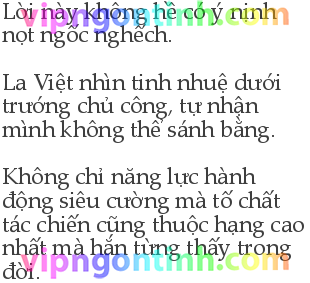 Lời này không hề có ý nịnh
nọt ngốc nghếch.
La Việt nhìn tinh nhuệ dưới
trướng chủ công, tự nhận
mình không thể sánh bằng.
Không chỉ năng lực hành
động siêu cường mà tố chất
tác chiến cũng thuộc hạng cao
nhất mà hắn từng thấy trong
đời.
vipngontinh.com
vipngontinh.com